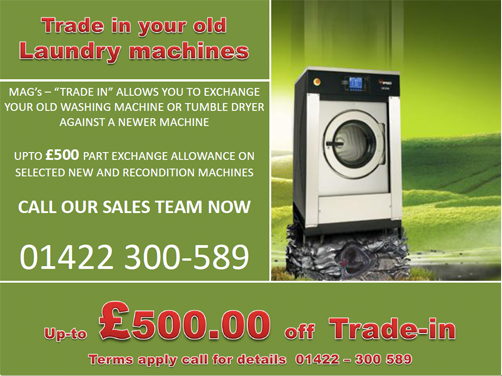 Trade in your old
Laundry machines
MAG's – "TRADE IN" ALLOWS YOU TO EXCHANGE
YOUR OLD WASHING MACHINE OR TUMBLE DRYER
AGAINST A NEWER MACHINE
UPTO £500 PART EXCHANGE ALLOWANCE ON
SELECTED NEW AND RECONDITION MACHINES
CALL OUR SALES TEAM NOW
01422 300-589
Up-to £500.00 off Trade-in
Terms apply call for details 01422 – 300 589